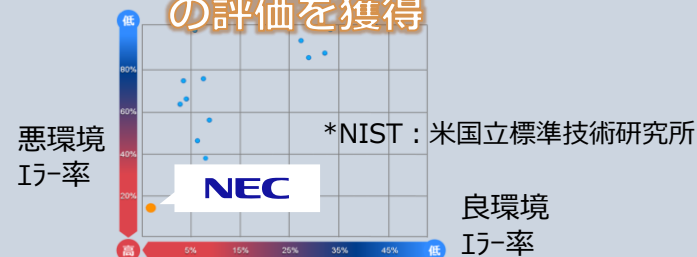 の評価を獲得
低
80%
60%
*NIST：米国立標準技術研究所
悪環境
ｴﾗｰ率
40%
NEC
20%
良環境
ｴﾗｰ率
高
5%
15%
25%
35%
45%
低